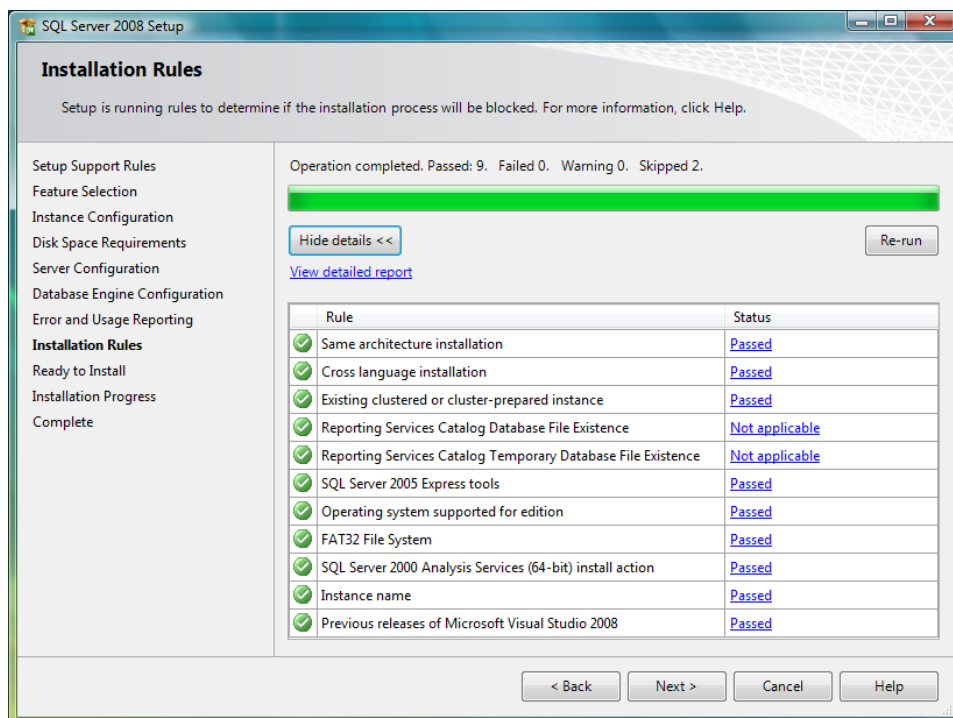 SQL Server 2008 Setup
Installation Rules
Setup is running rules to determine if the installation process will be blocked. For more information, click Help.
Setup Support Rules
Feature Selection
Instance Configuration
Disk Space Requirements
Server Configuration
Database Engine Configuration
Error and Usage Reporting
Installation Rules
Ready to Install
Installation Progress
Complete
Operation completed. Passed: 9. Failed 0. Warning 0. Skipped 2.
Hide details << Re-run
View detailed report
Rule Status
Same architecture installation Passed
Cross language installation Passed
Existing clustered or cluster-prepared instance Passed
Reporting Services Catalog Database File Existence Not applicable
Reporting Services Catalog Temporary Database File Existence Not applicable
SQL Server 2005 Express tools Passed
Operating system supported for edition Passed
FAT32 File System Passed
SQL Server 2000 Analysis Services (64-bit) install action Passed
Instance name Passed
Previous releases of Microsoft Visual Studio 2008 Passed
< Back Next > Cancel Help